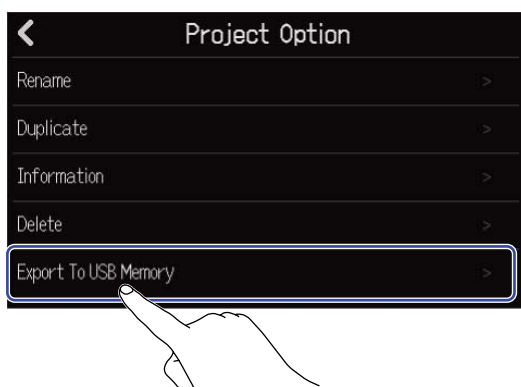 Project Option
Rename
Duplicate
Information
Delete
Export To USB Memory